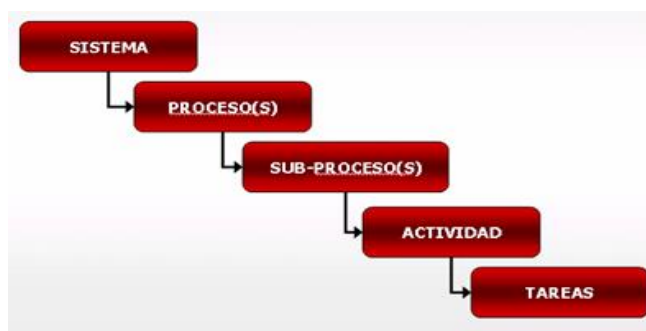 SISTEMA
PROCESO(S)
SUB-PROCESO(S)
ACTIVIDAD
TAREAS